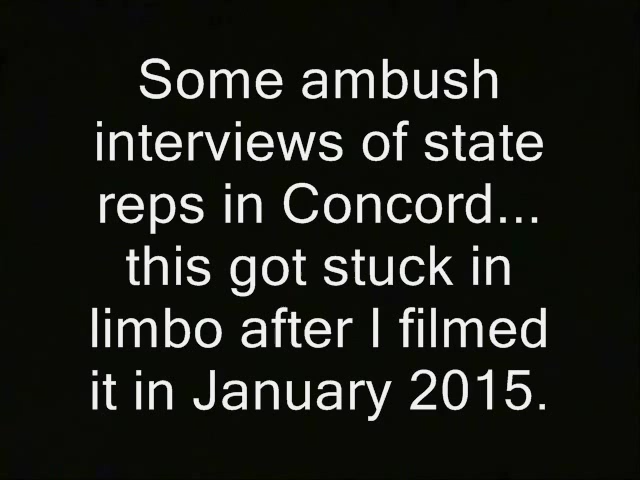 Some ambush
interviews of state
reps in Concord...
this got stuck in
limbo after I filmed
it in January 2015.